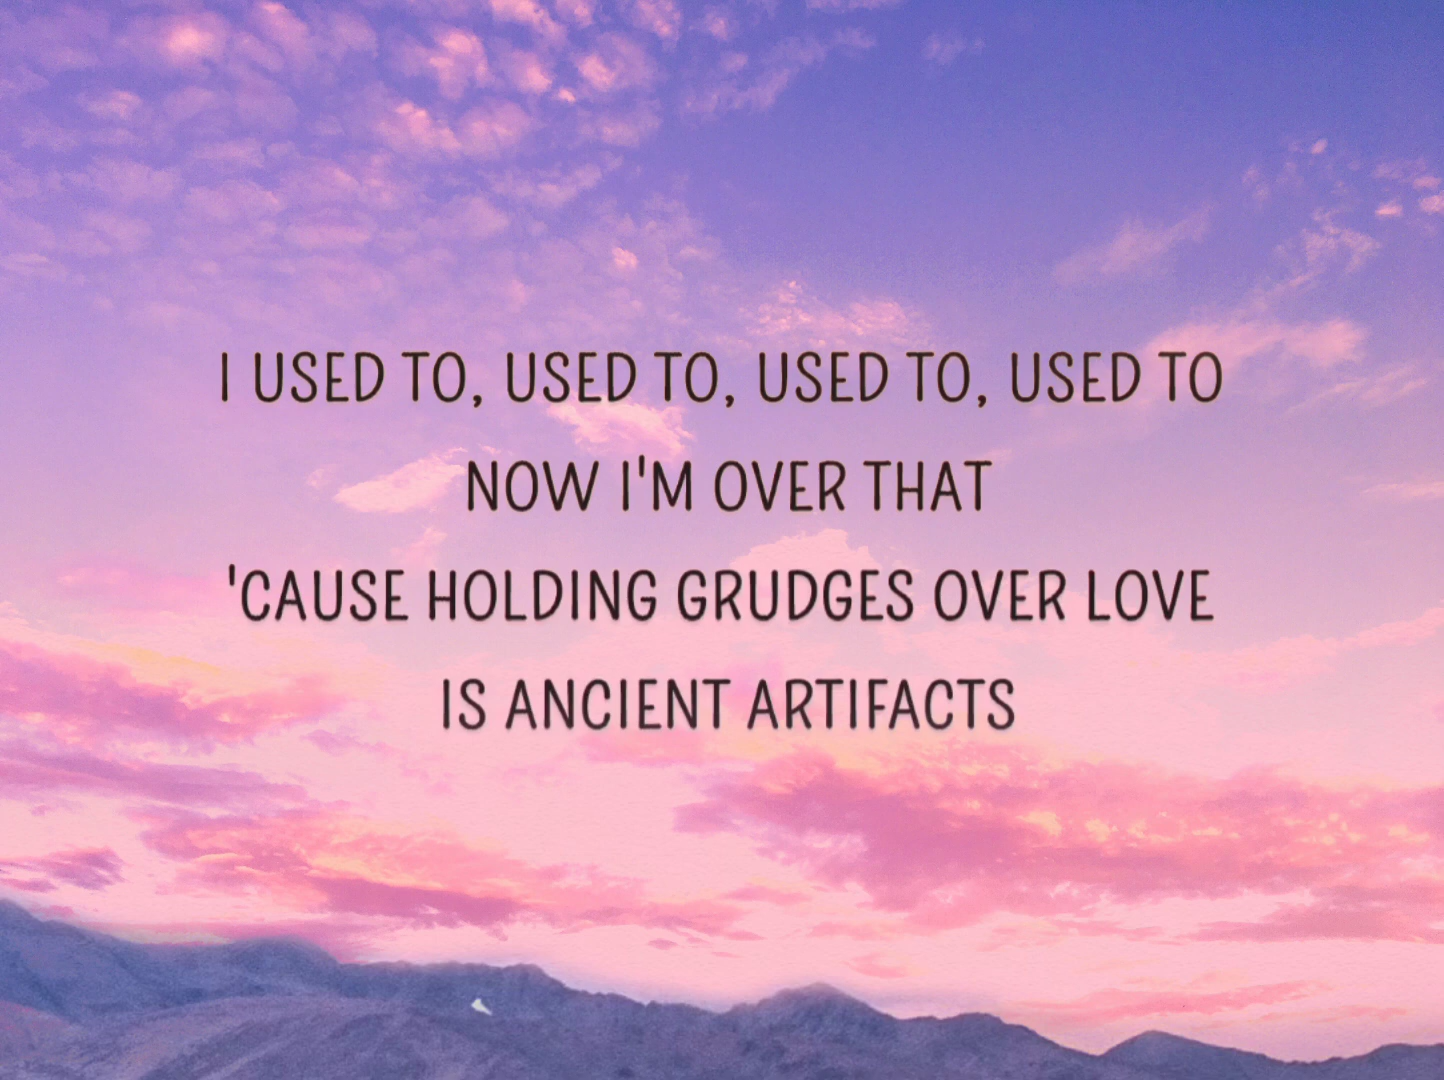 I USED TO, USED TO, USED TO, USED TO
NOW I'M OVER THAT
'CAUSE HOLDING GRUDGES OVER LOVE
IS ANCIENT ARTIFACTS